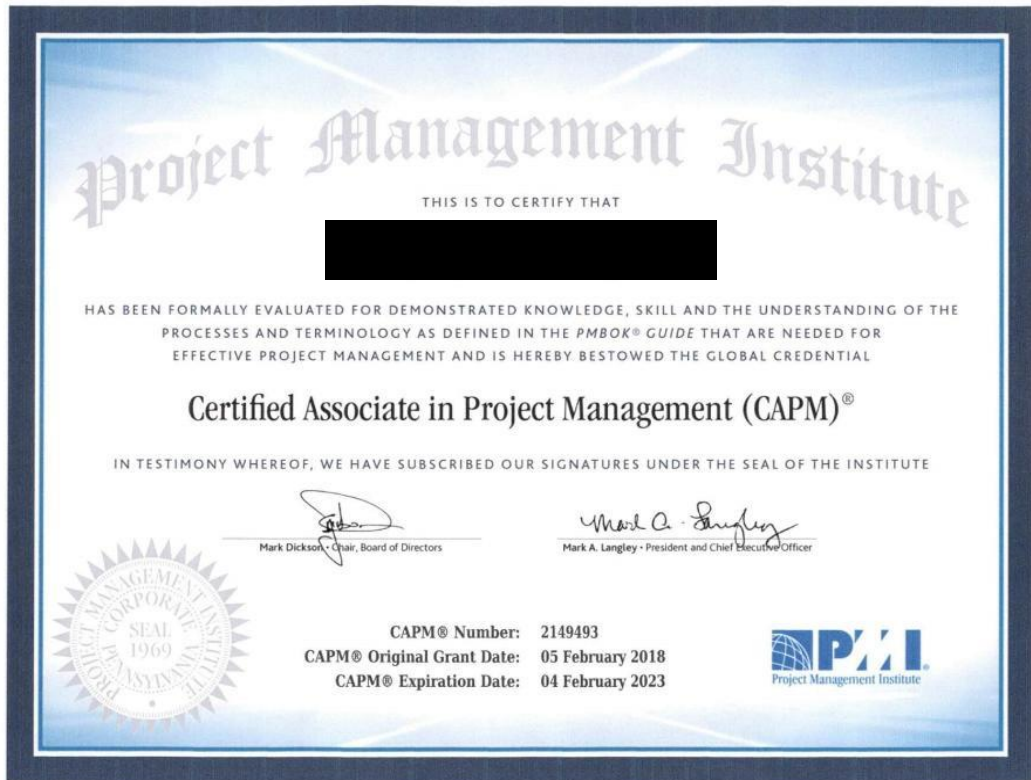 Project Management Institute
THIS IS TO CERTIFY THAT
HAS BEEN FORMALLY EVALUATED FOR DEMONSTRATED KNOWLEDGE, SKILL AND THE UNDERSTANDING OF THE
PROCESSES AND TERMINOLOGY AS DEFINED IN THE PMBOK® GUIDE THAT ARE NEEDED FOR
EFFECTIVE PROJECT MANAGEMENT AND IS HEREBY BESTOWED THE GLOBAL CREDENTIAL
Certified Associate in Project Management (CAPM)®
IN TESTIMONY WHEREOF, WE HAVE SUBSCRIBED OUR SIGNATURES UNDER THE SEAL OF THE INSTITUTE
Mark A. Langley
Mark Dickson • Chair, Board of Directors
Mark A. Langley • President and Chief Executive Officer
PROJECT MANAGEMENT INSTITUTE
CORPORATE
SEAL
1969
PENNSYLVANIA
CAPM® Number: 2149493
CAPM® Original Grant Date: 05 February 2018
CAPM® Expiration Date: 04 February 2023
PMI®
Project Management Institute